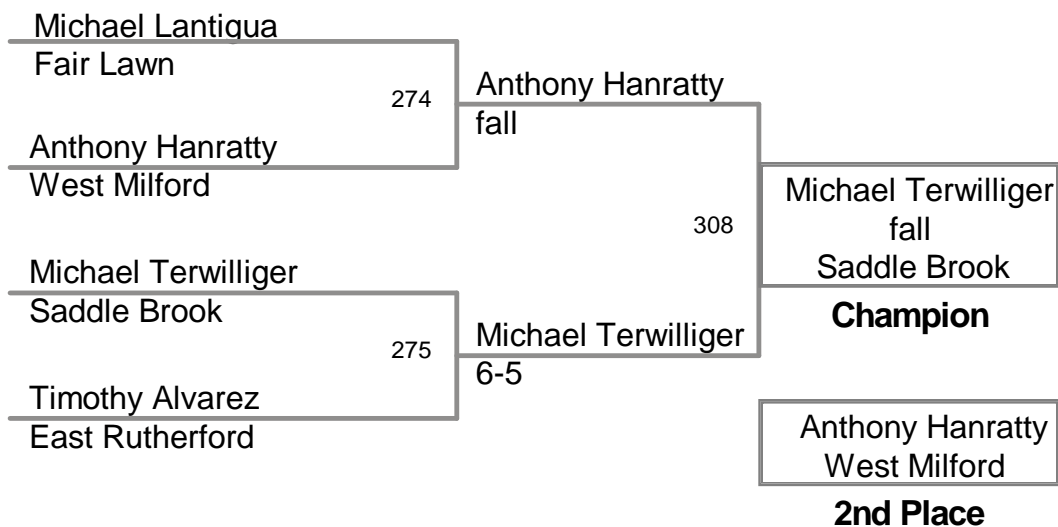 Michael Lantigua
Fair Lawn
274
Anthony Hanratty
fall
Anthony Hanratty
West Milford
308
Michael Terwilliger
fall
Saddle Brook
Champion
Michael Terwilliger
Saddle Brook
275
Michael Terwilliger
6-5
Timothy Alvarez
East Rutherford
Anthony Hanratty
West Milford
2nd Place